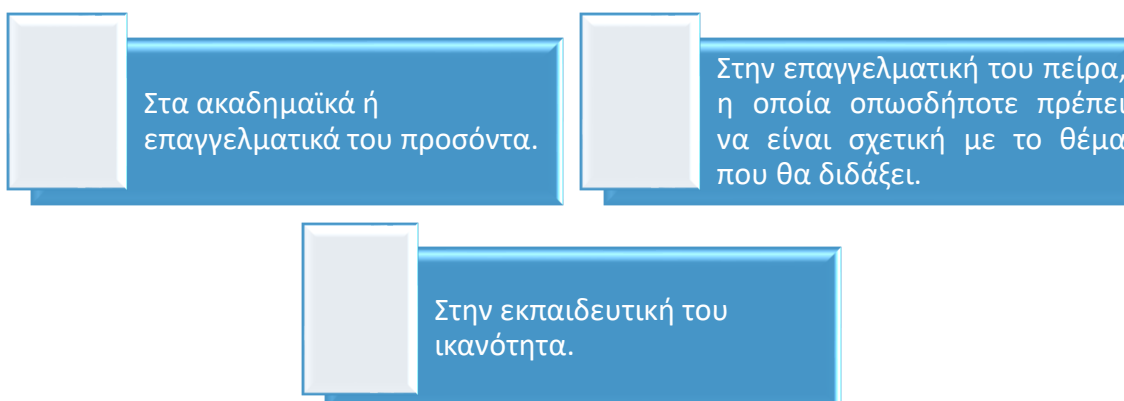 Στα ακαδημαϊκά ή
επαγγελματικά του προσόντα.
Στην επαγγελματική του πείρα,
η οποία οπωσδήποτε πρέπει
να είναι σχετική με το θέμα
που θα διδάξει.
Στην εκπαιδευτική του
ικανότητα.